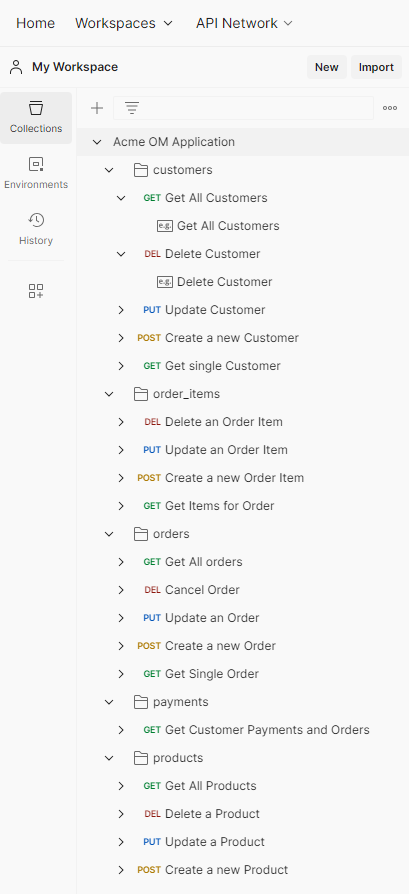 Home Workspaces API Network
My Workspace New Import
Collections
Environments
History
Acme OM Application
customers
GET Get All Customers
e.g. Get All Customers
DEL Delete Customer
e.g. Delete Customer
PUT Update Customer
POST Create a new Customer
GET Get single Customer
order_items
DEL Delete an Order Item
PUT Update an Order Item
POST Create a new Order Item
GET Get Items for Order
orders
GET Get All orders
DEL Cancel Order
PUT Update an Order
POST Create a new Order
GET Get Single Order
payments
GET Get Customer Payments and Orders
products
GET Get All Products
DEL Delete a Product
PUT Update a Product
POST Create a new Product